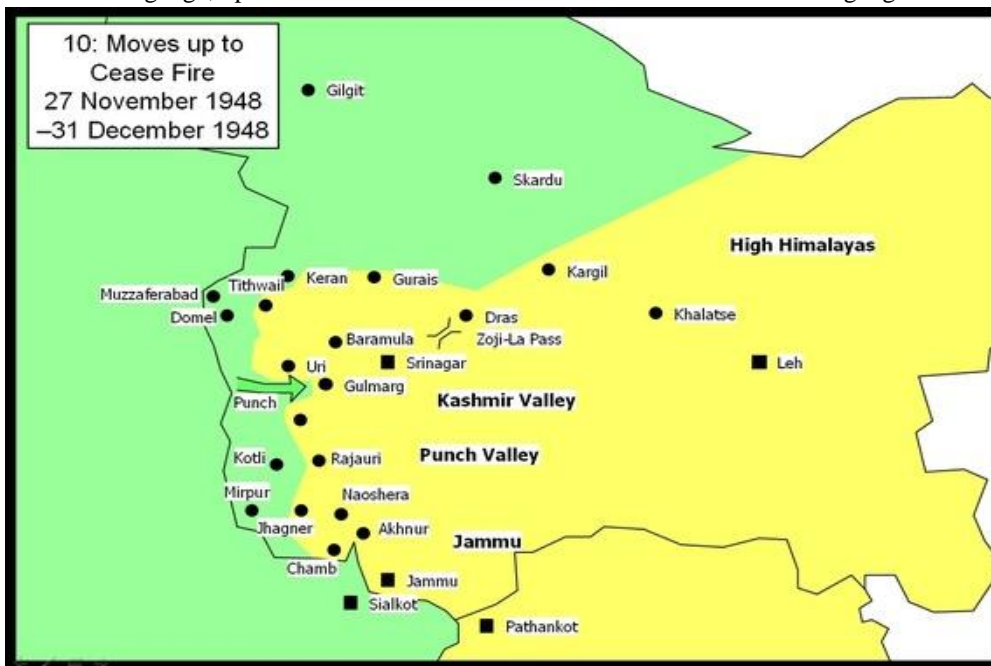 10: Moves up to
Cease Fire
27 November 1948
–31 December 1948
Gilgit
Skardu
High Himalayas
Kargil
Keran
Gurais
Tithwail
Muzzaferabad
Domel
Dras
Khalatse
Baramula
Zoji-La Pass
Uri
Srinagar
Leh
Gulmarg
Punch
Kashmir Valley
Punch Valley
Kotli
Rajauri
Mirpur
Naoshera
Jhagner
Akhnur
Jammu
Chamb
Jammu
Sialkot
Pathankot